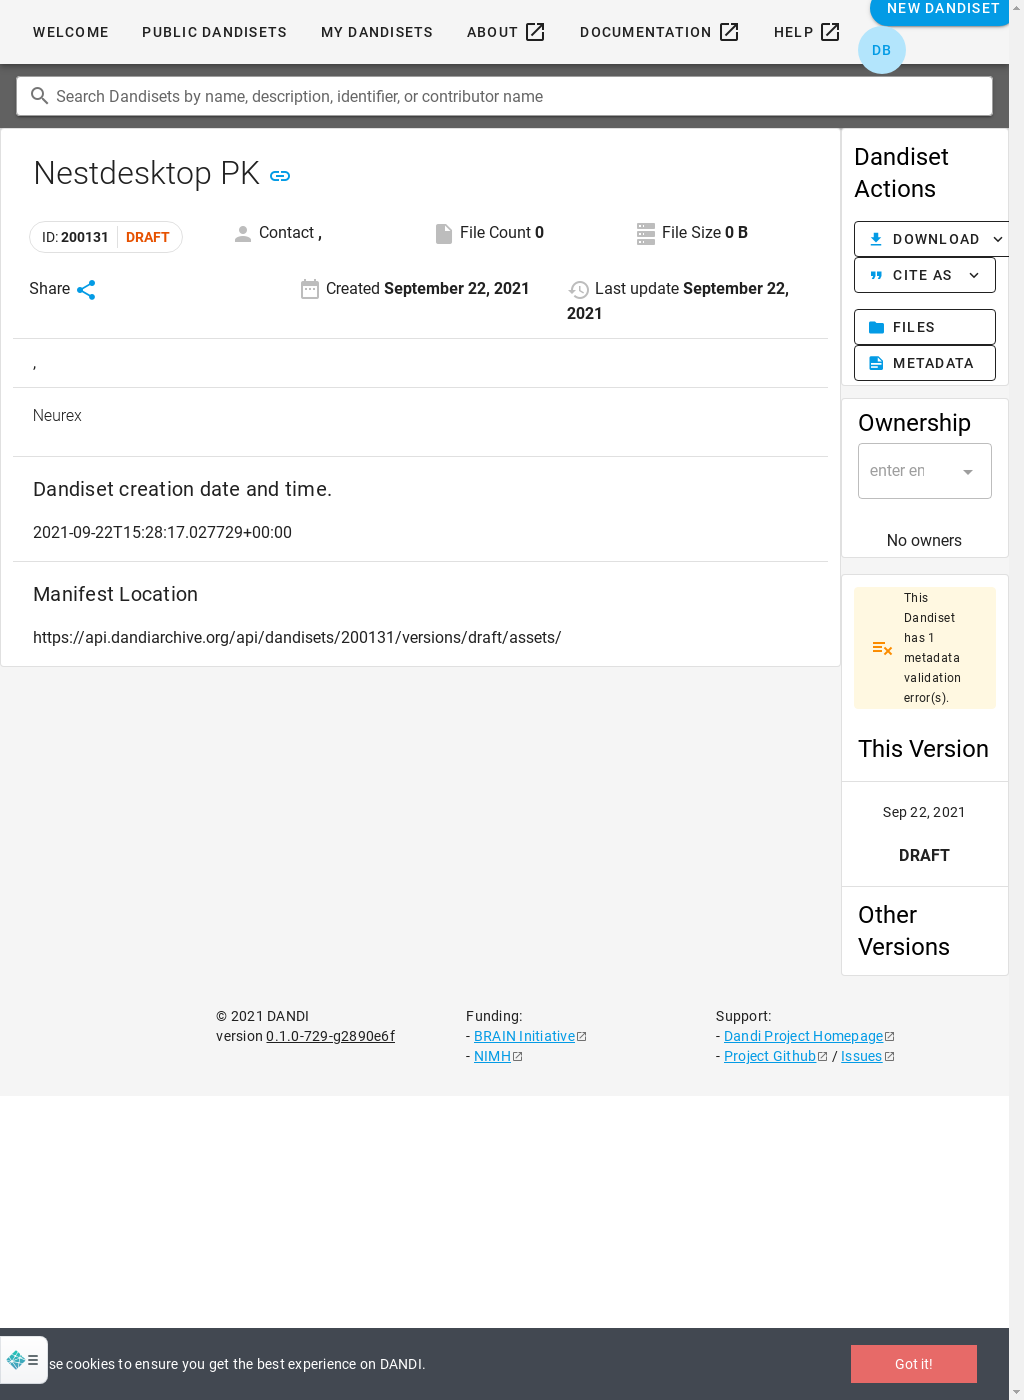 WELCOME PUBLIC DANDISETS MY DANDISETS ABOUT DOCUMENTATION HELP NEW DANDISET
DB
Search Dandisets by name, description, identifier, or contributor name
Nestdesktop PK
ID: 200131 DRAFT Contact , File Count 0 File Size 0 B
Share Created September 22, 2021 Last update September 22,
2021
,
Neurex
Dandiset creation date and time.
2021-09-22T15:28:17.027729+00:00
Manifest Location
https://api.dandiarchive.org/api/dandisets/200131/versions/draft/assets/
Dandiset
Actions
DOWNLOAD
CITE AS
FILES
METADATA
Ownership
enter en
No owners
This
Dandiset
has 1
metadata
validation
error(s).
This Version
Sep 22, 2021
DRAFT
Other
Versions
© 2021 DANDI
version 0.1.0-729-g2890e6f
Funding:
- BRAIN Initiative
- NIMH
Support:
- Dandi Project Homepage
- Project Github / Issues
se cookies to ensure you get the best experience on DANDI.
Got it!